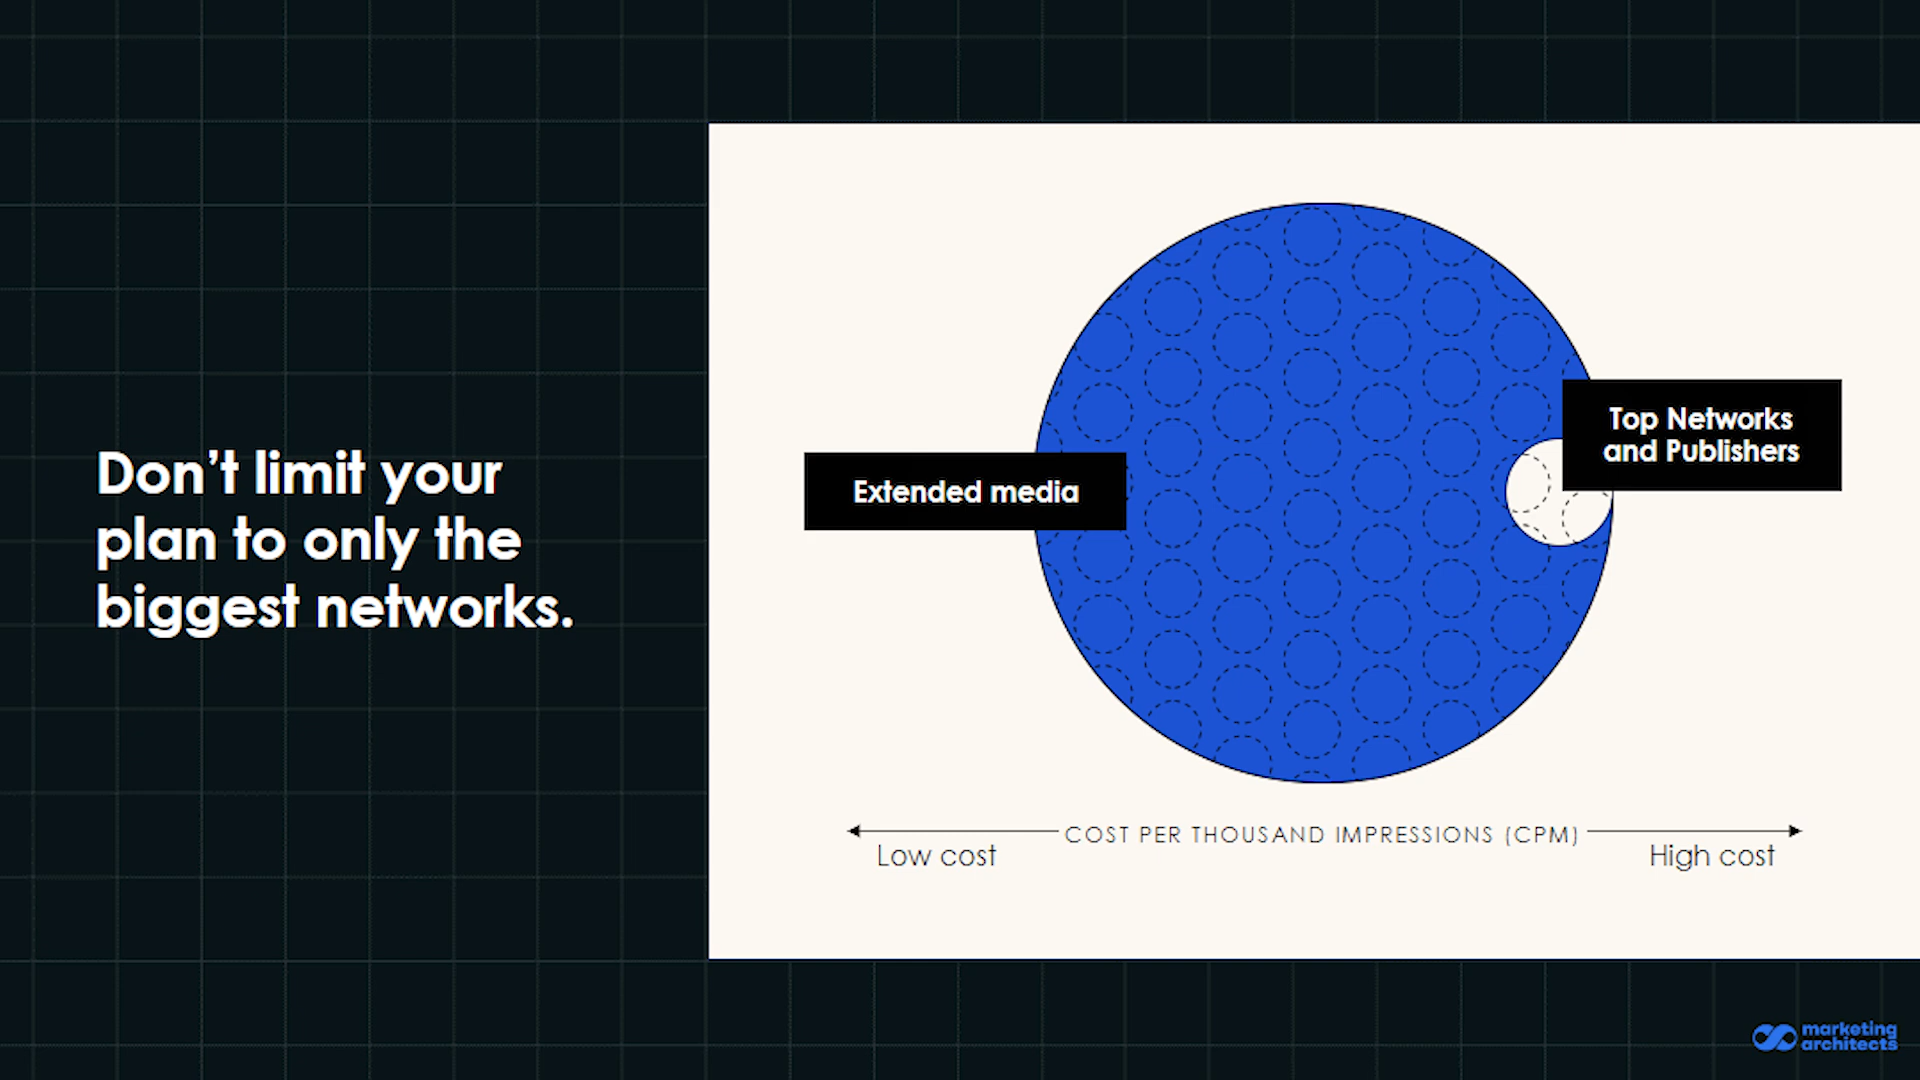 Don’t limit your
plan to only the
biggest networks.
Extended media
Top Networks
and Publishers
COST PER THOUSAND IMPRESSIONS (CPM)
Low cost
High cost
marketing
architects